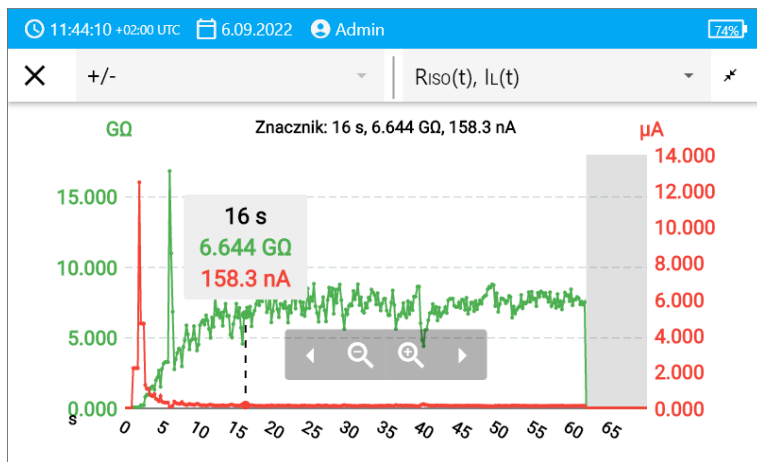 11:44:10 +02:00 UTC 6.09.2022 Admin 74%
+/- RISO(t), IL(t)
GΩ Znacznik: 16 s, 6.644 GΩ, 158.3 nA µA
14.000
15.000 12.000
16 s
10.000
6.644 GΩ
10.000 8.000
158.3 nA
6.000
5.000 4.000
2.000
0.000 0.000
s 0 5 10 15 20 25 30 35 40 45 50 55 60 65